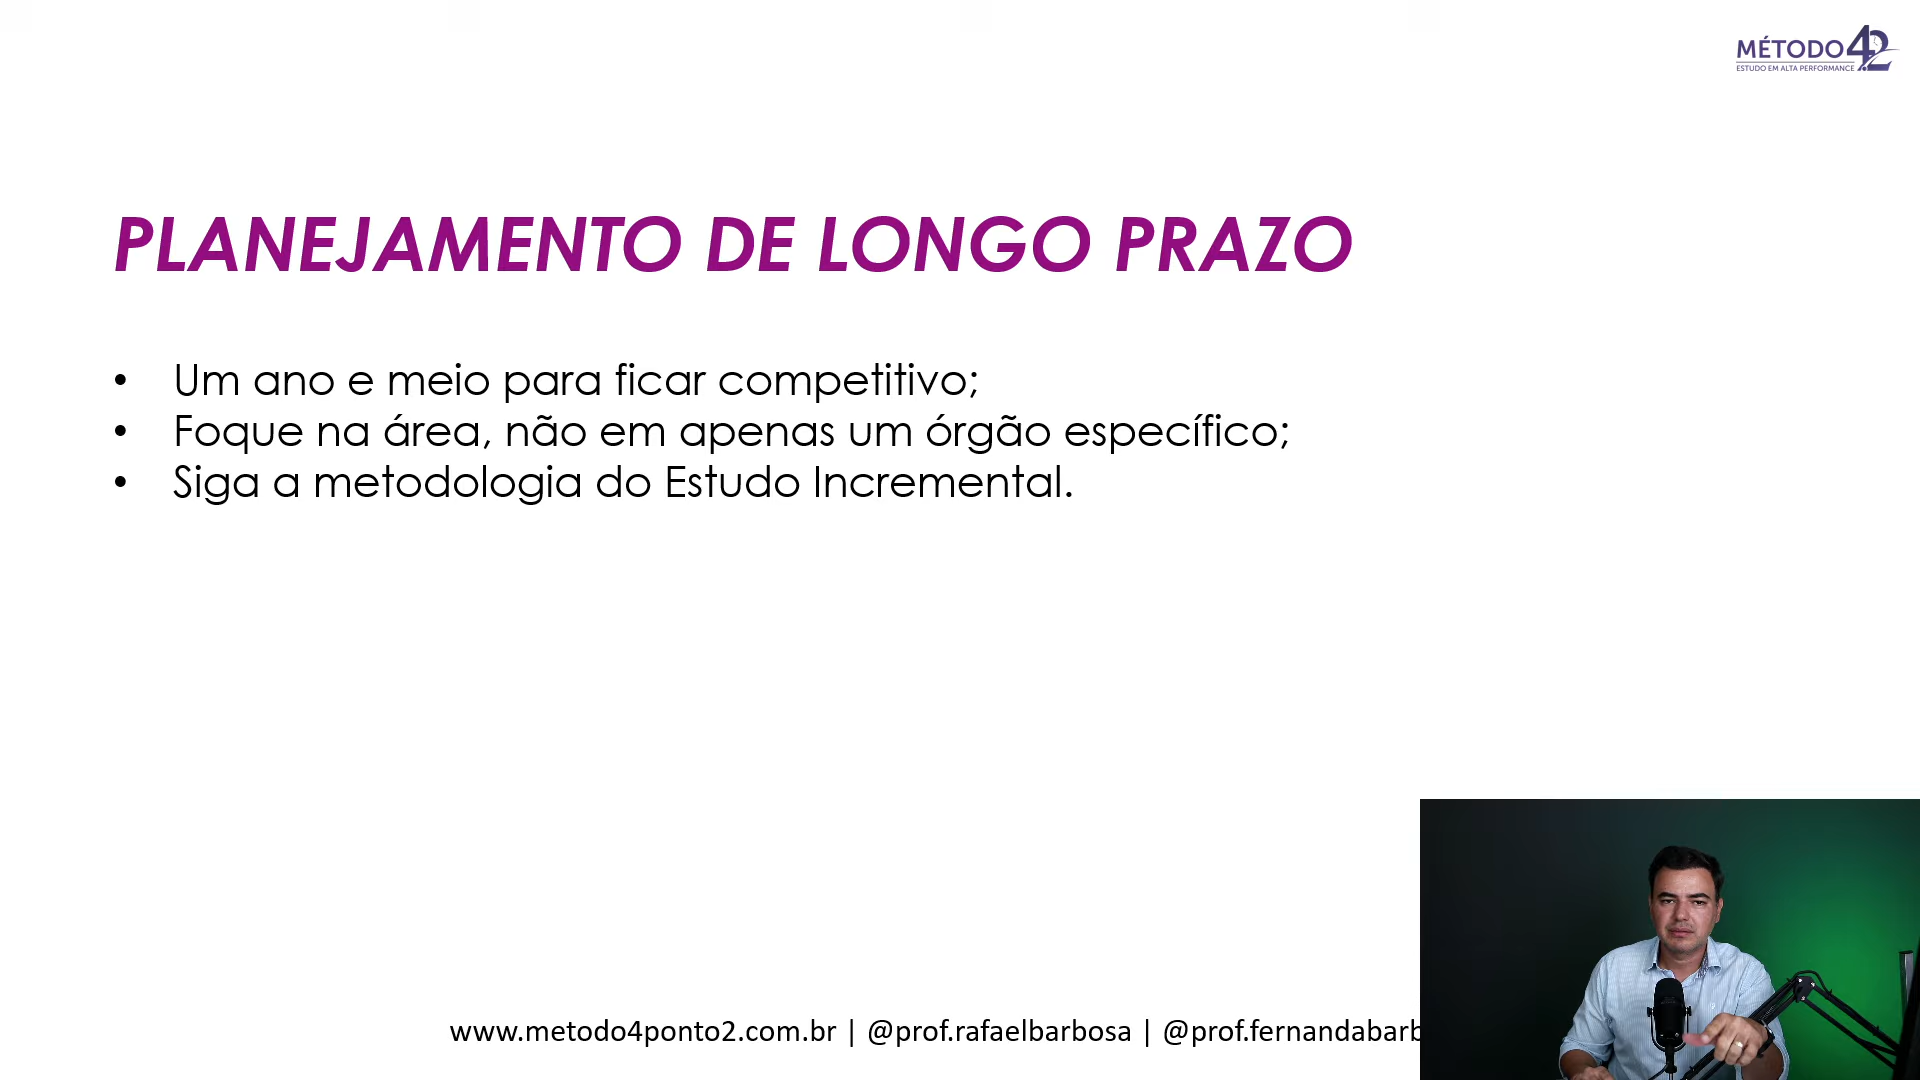 MÉTODO 4.2
ESTUDO EM ALTA PERFORMANCE
PLANEJAMENTO DE LONGO PRAZO
• Um ano e meio para ficar competitivo;
• Foque na área, não em apenas um órgão específico;
• Siga a metodologia do Estudo Incremental.
www.metodo4ponto2.com.br | @prof.rafaelbarbosa | @prof.fernandabarb